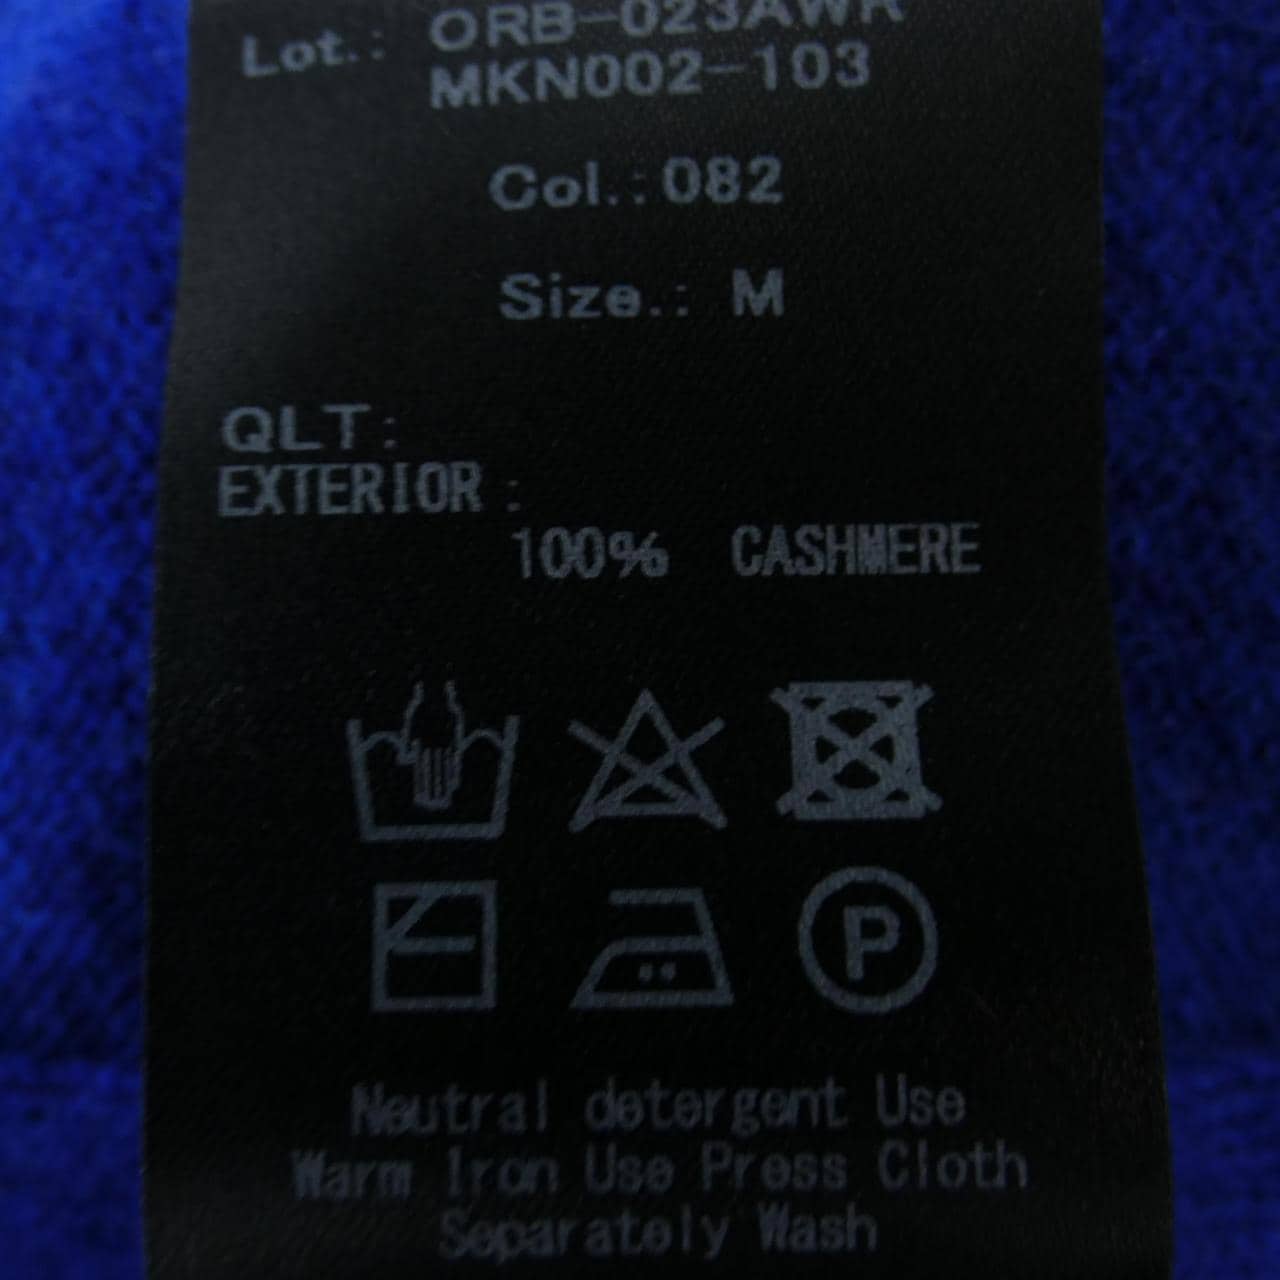 Lot.: ORB-023AWR
MKN002-103
Col.:082
Size.: M
QLT:
EXTERIOR:
100% CASHMERE
P
Neutral detergent Use
Warm Iron Use Press Cloth
Separately Wash